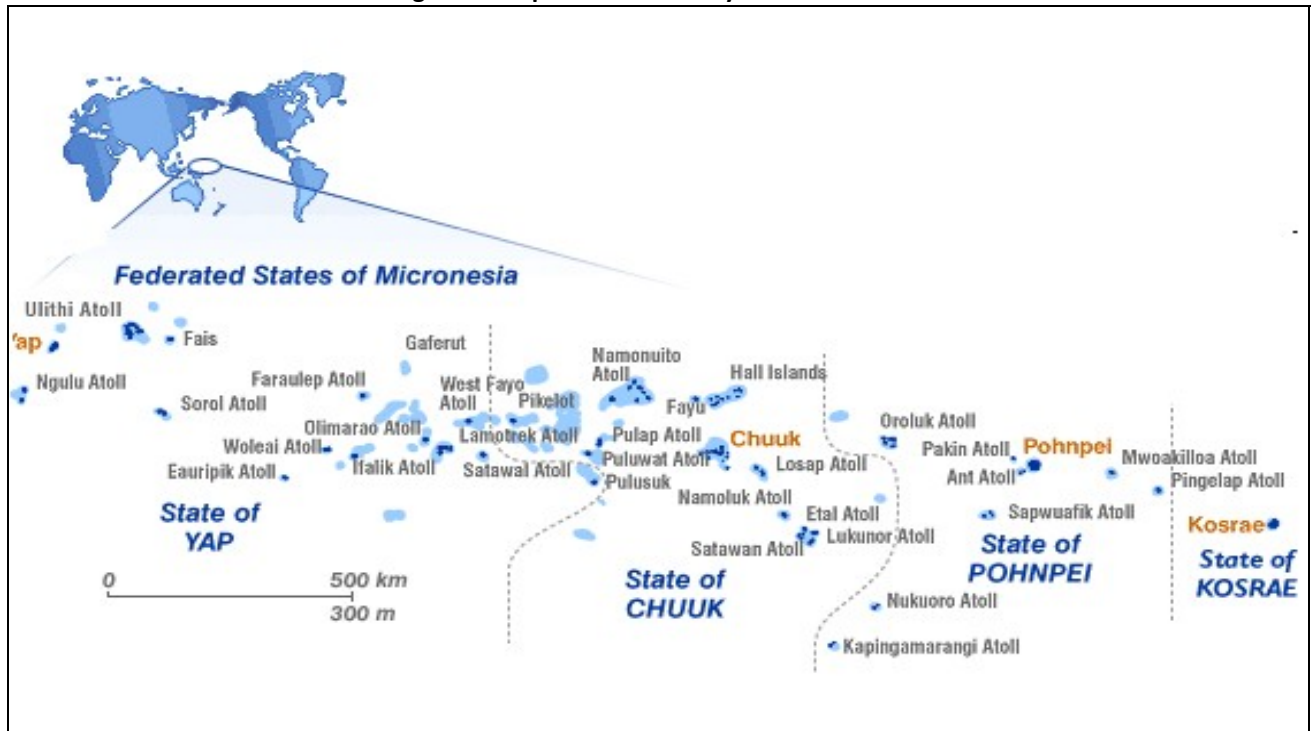 Federated States of Micronesia
Ulithi Atoll
Yap
Fais
Ngulu Atoll
Sorol Atoll
Gaferut
Faraulep Atoll
West Fayo
Atoll
Pikelot
Olimarao Atoll
Woleai Atoll
Lamotrek Atoll
Eauripik Atoll
Ifalik Atoll
Satawal Atoll
State of
YAP
0
500 km
300 m
Namonuito
Atoll
Hall Islands
Fayu
Pulap Atoll
Chuuk
Puluwat Atoll
Losap Atoll
Pulusuk
Namoluk Atoll
Etal Atoll
Lukunor Atoll
Satawan Atoll
State of
CHUUK
Oroluk Atoll
Pakin Atoll
Pohnpei
Ant Atoll
Mwoakilloa Atoll
Pingelap Atoll
Sapwuafik Atoll
State of
POHNPEI
Nukuoro Atoll
Kapingamarangi Atoll
Kosrae
State of
KOSRAE